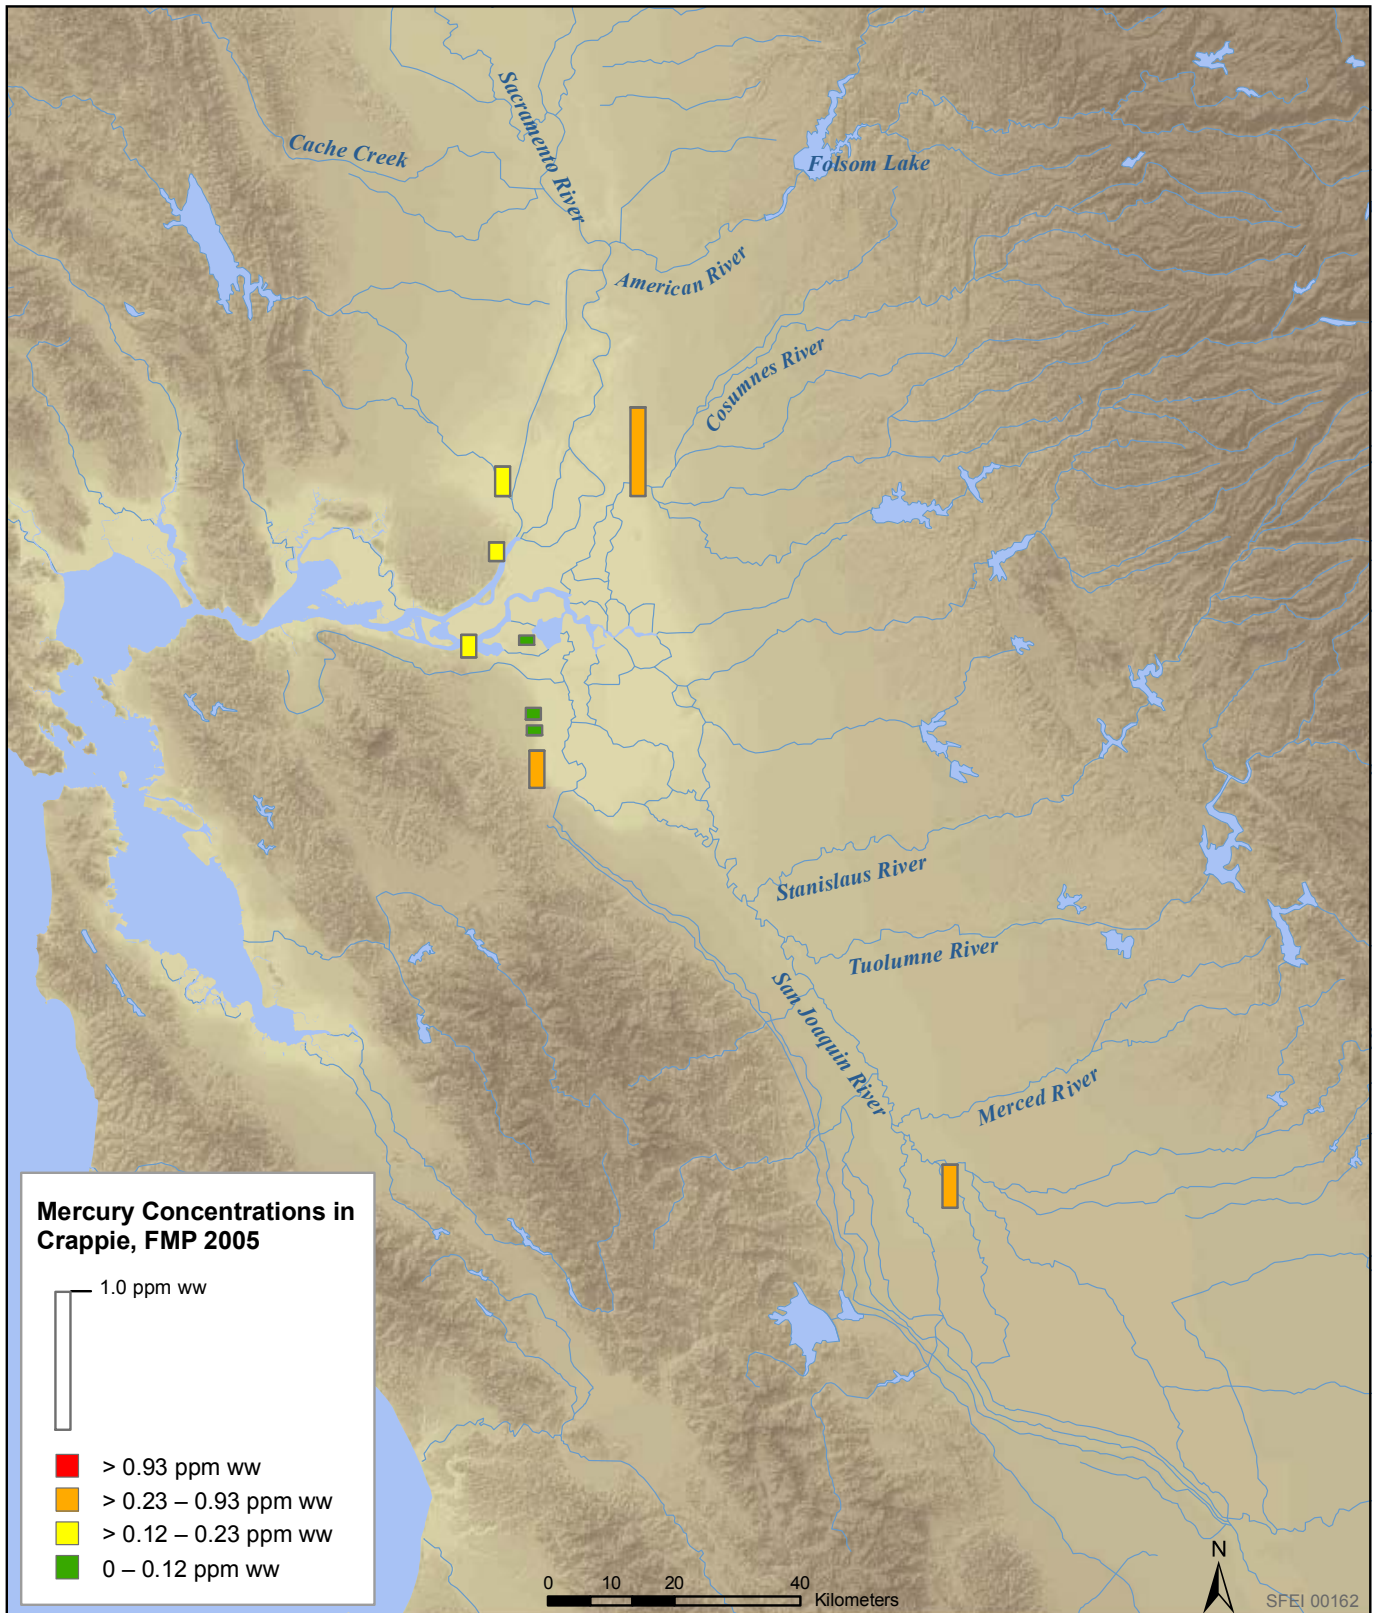 Sacramento River
Cache Creek
Folsom Lake
American River
Cosumnes River
Stanislaus River
Tuolumne River
San Joaquin River
Merced River
Mercury Concentrations in
Crappie, FMP 2005
1.0 ppm ww
> 0.93 ppm ww
> 0.23 – 0.93 ppm ww
> 0.12 – 0.23 ppm ww
0 – 0.12 ppm ww
0 10 20 40
Kilometers
N
SFEI 00162